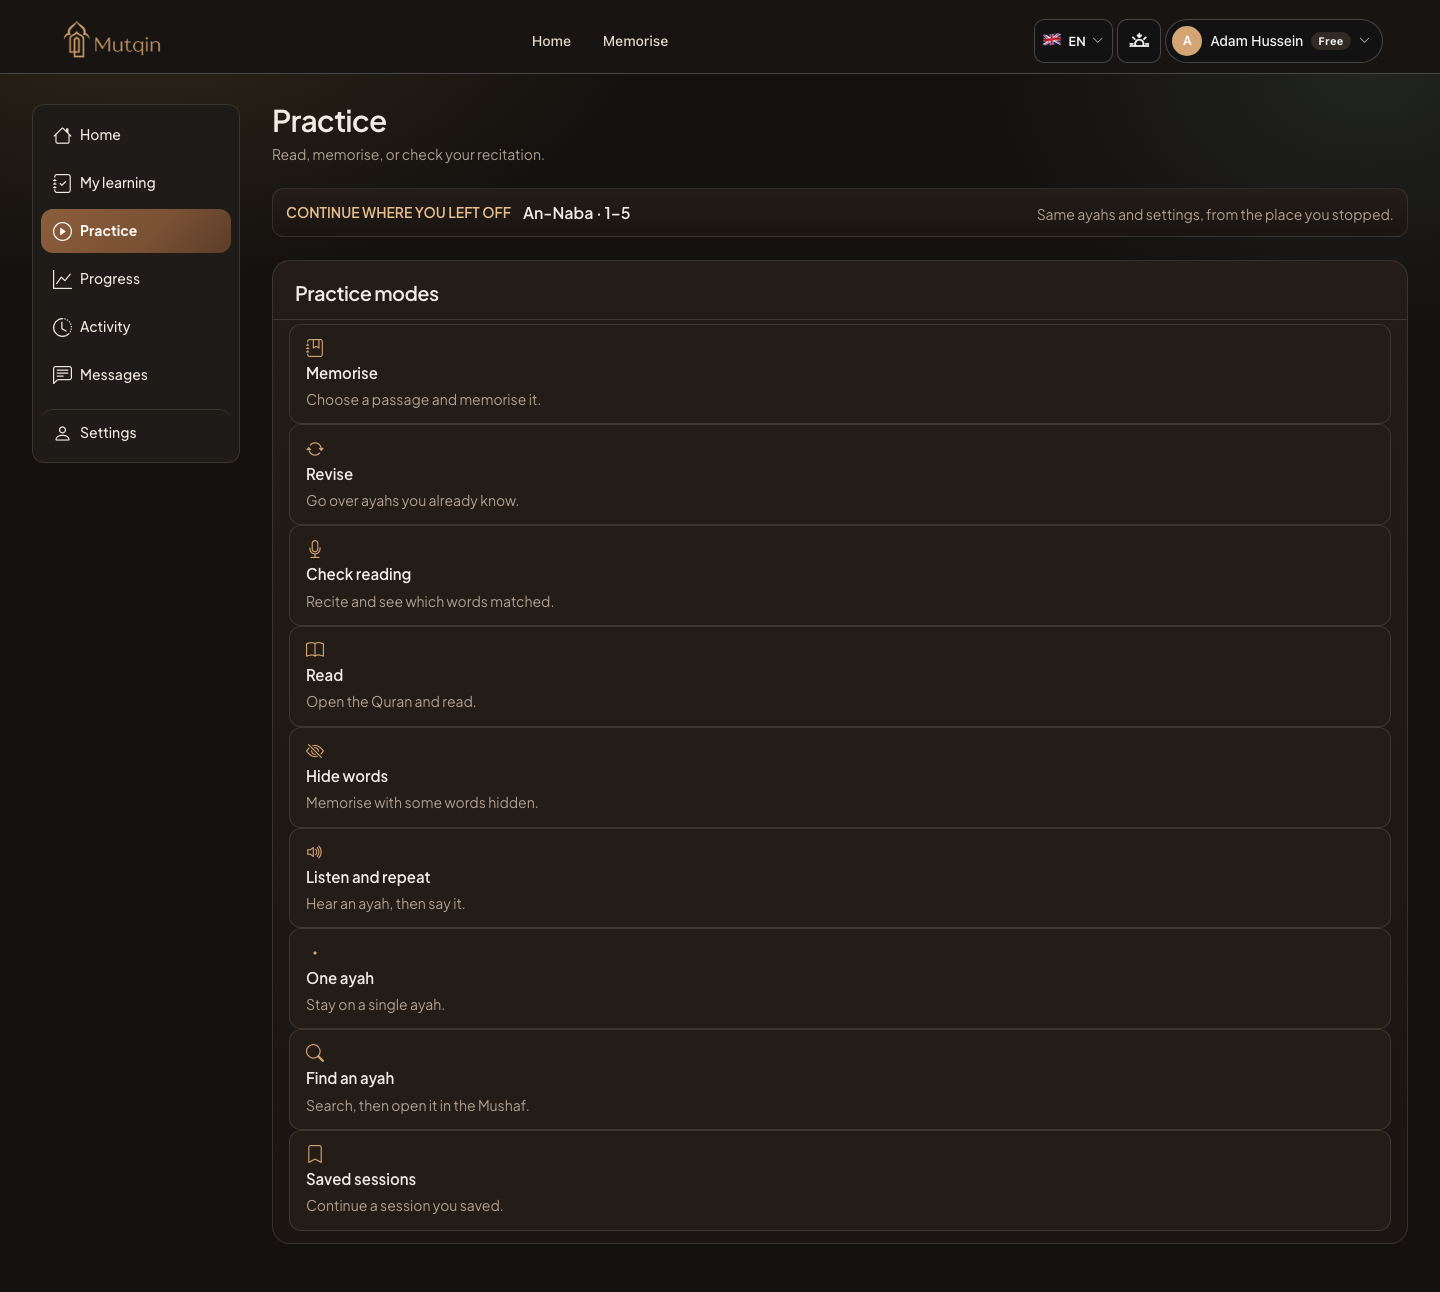 Mutqin
Home
Memorise
EN
A
Adam Hussein
Free
Home
My learning
Practice
Progress
Activity
Messages
Settings
Practice
Read, memorise, or check your recitation.
CONTINUE WHERE YOU LEFT OFF An-Naba · 1–5
Same ayahs and settings, from the place you stopped.
Practice modes
Memorise
Choose a passage and memorise it.
Revise
Go over ayahs you already know.
Check reading
Recite and see which words matched.
Read
Open the Quran and read.
Hide words
Memorise with some words hidden.
Listen and repeat
Hear an ayah, then say it.
One ayah
Stay on a single ayah.
Find an ayah
Search, then open it in the Mushaf.
Saved sessions
Continue a session you saved.